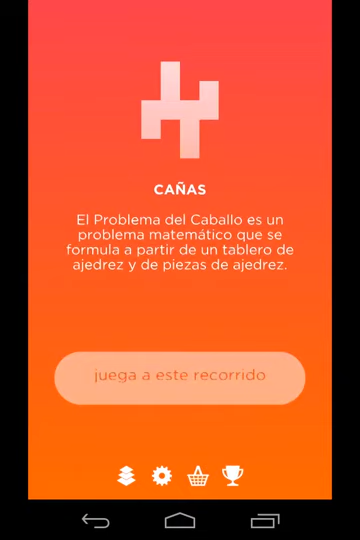 CAÑAS
El Problema del Caballo es un
problema matemático que se
formula a partir de un tablero de
ajedrez y de piezas de ajedrez.
juega a este recorrido